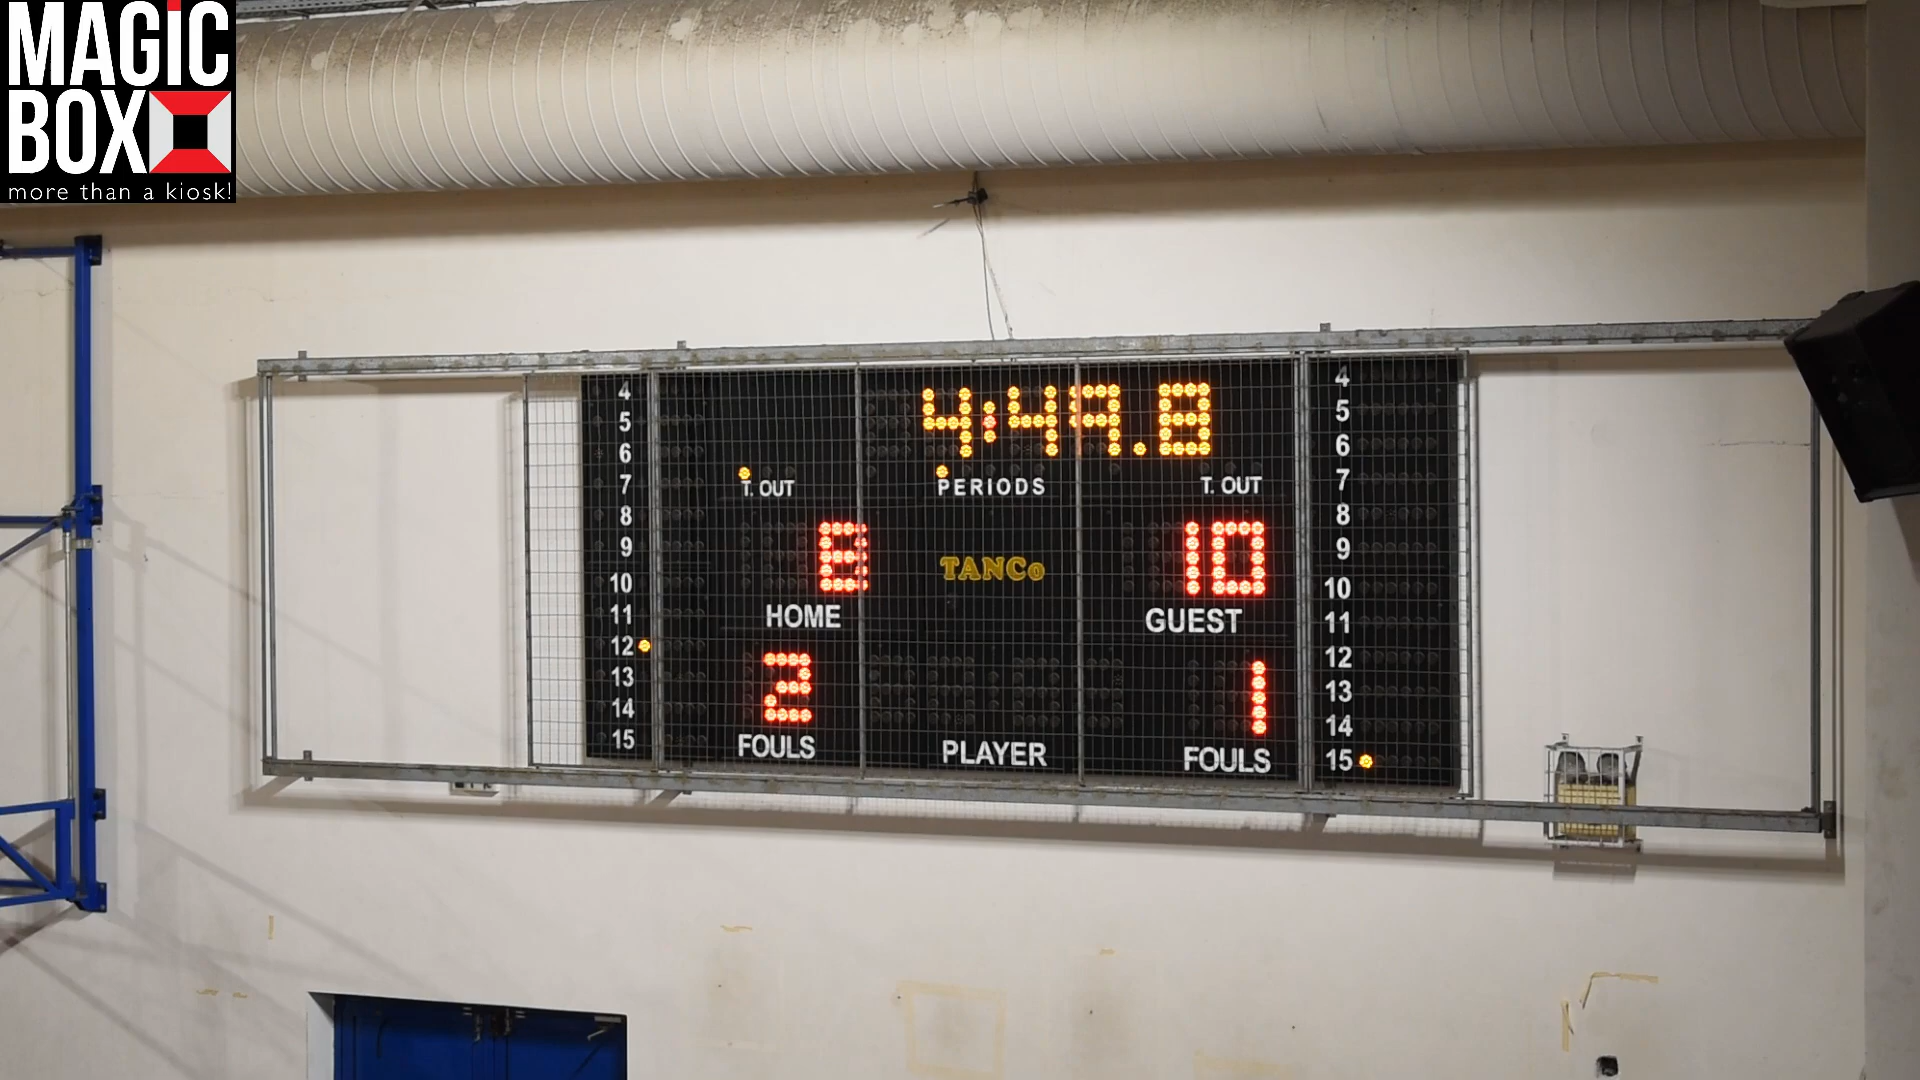 MAGIC
BOX
more than a kiosk!
4:49.8
T. OUT PERIODS T. OUT
8 TANCo 10
HOME GUEST
2 1
FOULS PLAYER FOULS
4 4
5 5
6 6
7 7
8 8
9 9
10 10
11 11
12 12
13 13
14 14
15 15